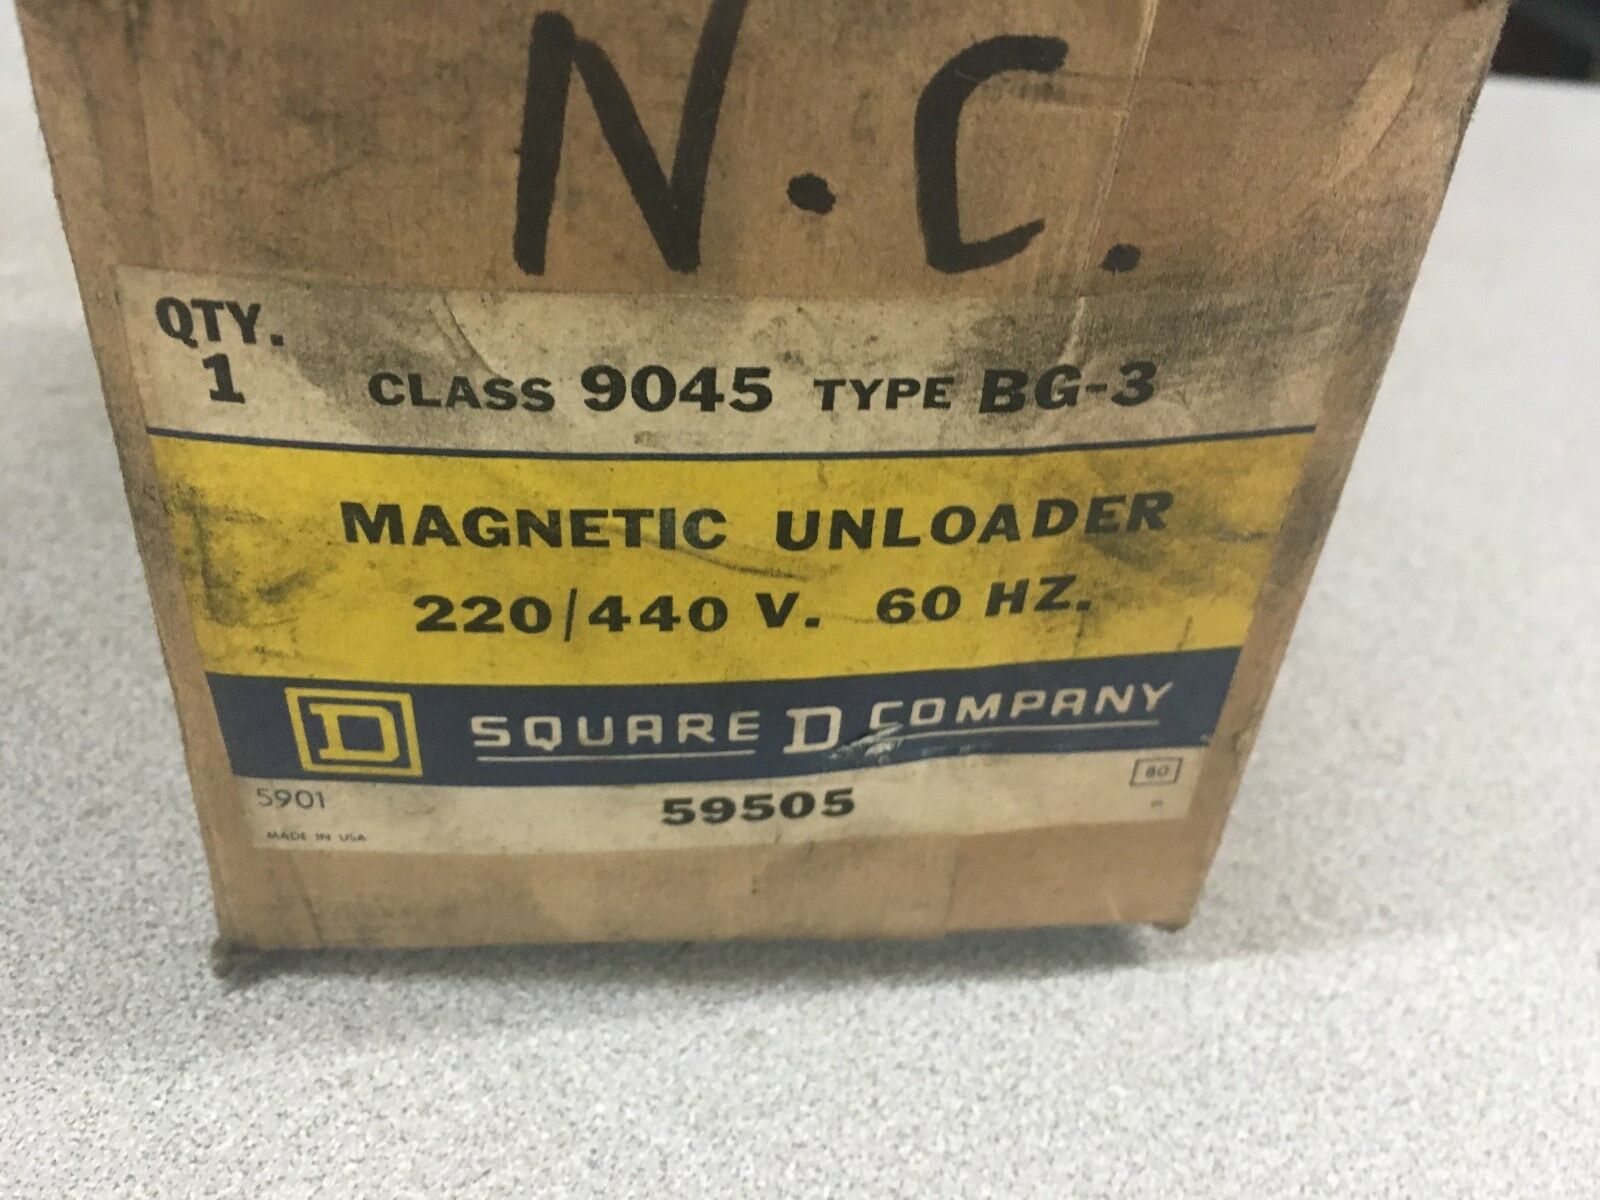 N.C.
QTY.
1 CLASS 9045 TYPE BG-3
MAGNETIC UNLOADER
220/440 V. 60 HZ.
D SQUARE D COMPANY
5901 59505 80
MADE IN USA